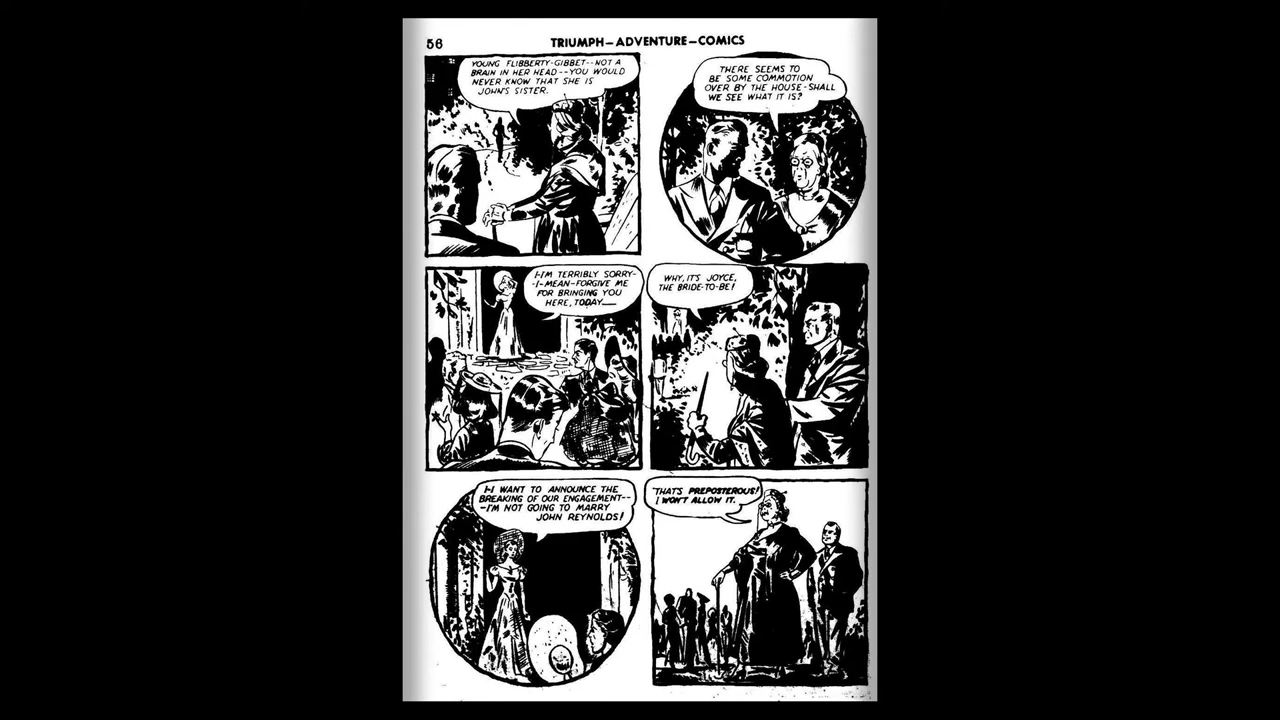 56
TRIUMPH-ADVENTURE-COMICS
YOUNG FLIBBERTY-GIBBET--NOT A
BRAIN IN HER HEAD--YOU WOULD
NEVER KNOW THAT SHE IS
JOHN'S SISTER.
THERE SEEMS TO
BE SOME COMMOTION
OVER BY THE HOUSE-SHALL
WE SEE WHAT IT IS?
I-I'M TERRIBLY SORRY-
-I-MEAN-FORGIVE ME
FOR BRINGING YOU
HERE, TODAY—
WHY, IT'S JOYCE,
THE BRIDE-TO-BE!
I-I WANT TO ANNOUNCE THE
BREAKING OF OUR ENGAGEMENT--
-I'M NOT GOING TO MARRY
JOHN REYNOLDS!
THAT'S PREPOSTEROUS!
I WON'T ALLOW IT.